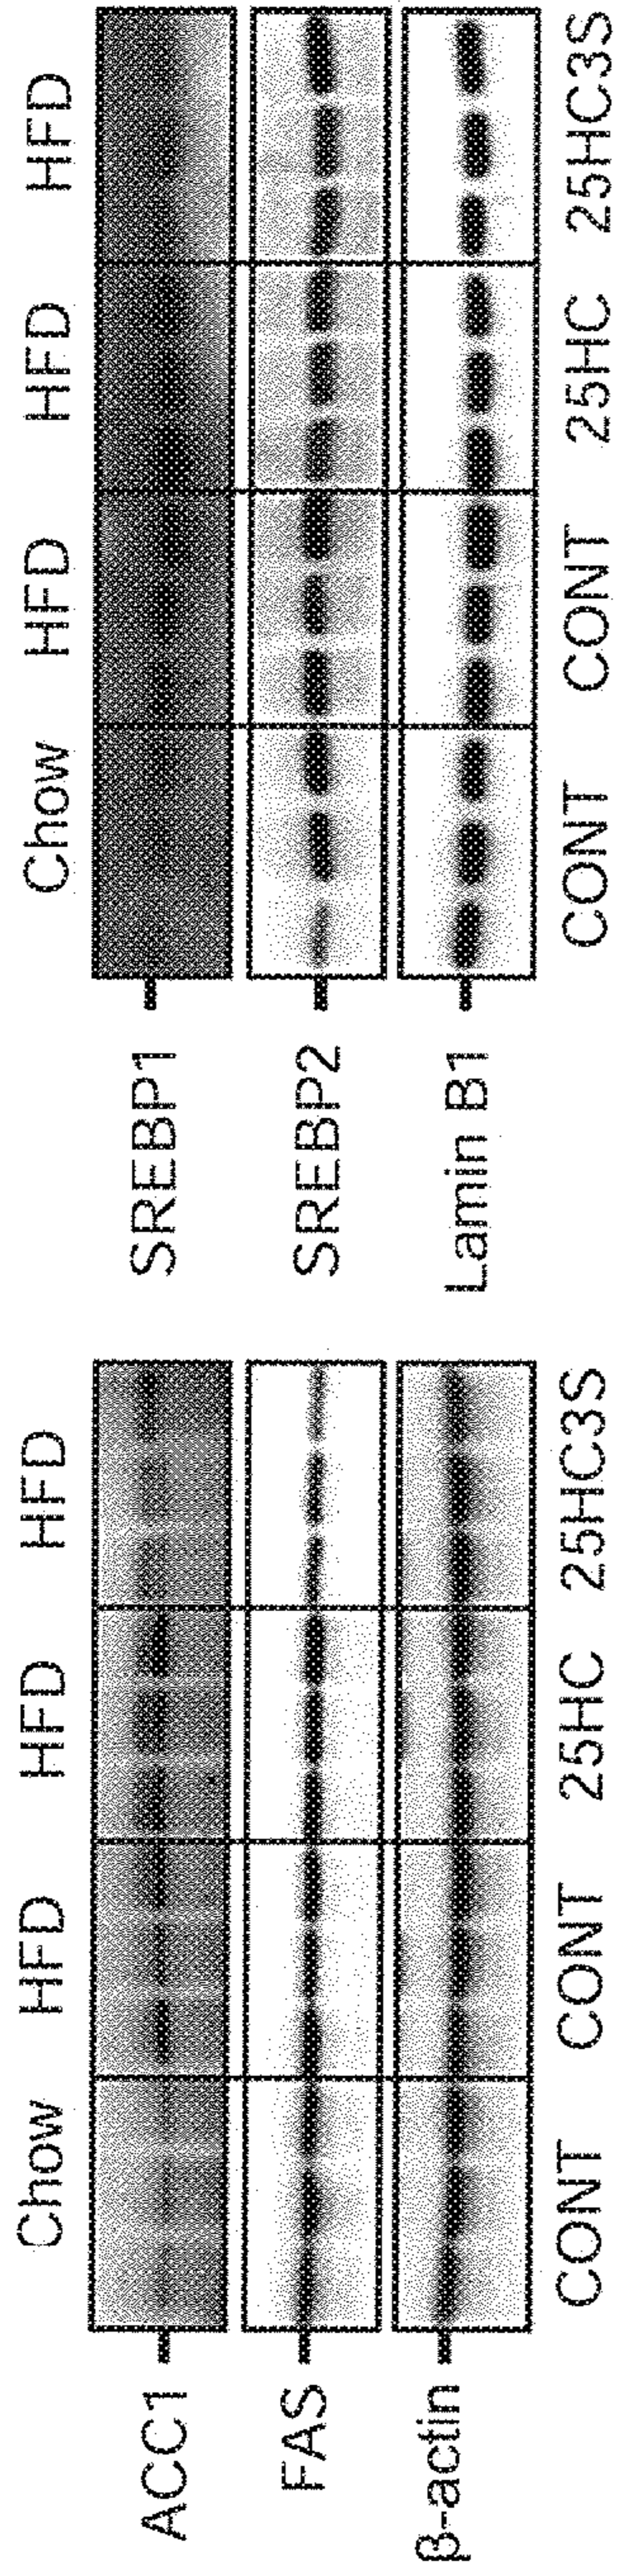 Chow HFD HFD HFD
ACC1
FAS
β-actin
CONT CONT 25HC 25HC3S
Chow HFD HFD HFD
SREBP1
SREBP2
Lamin B1
CONT CONT 25HC 25HC3S